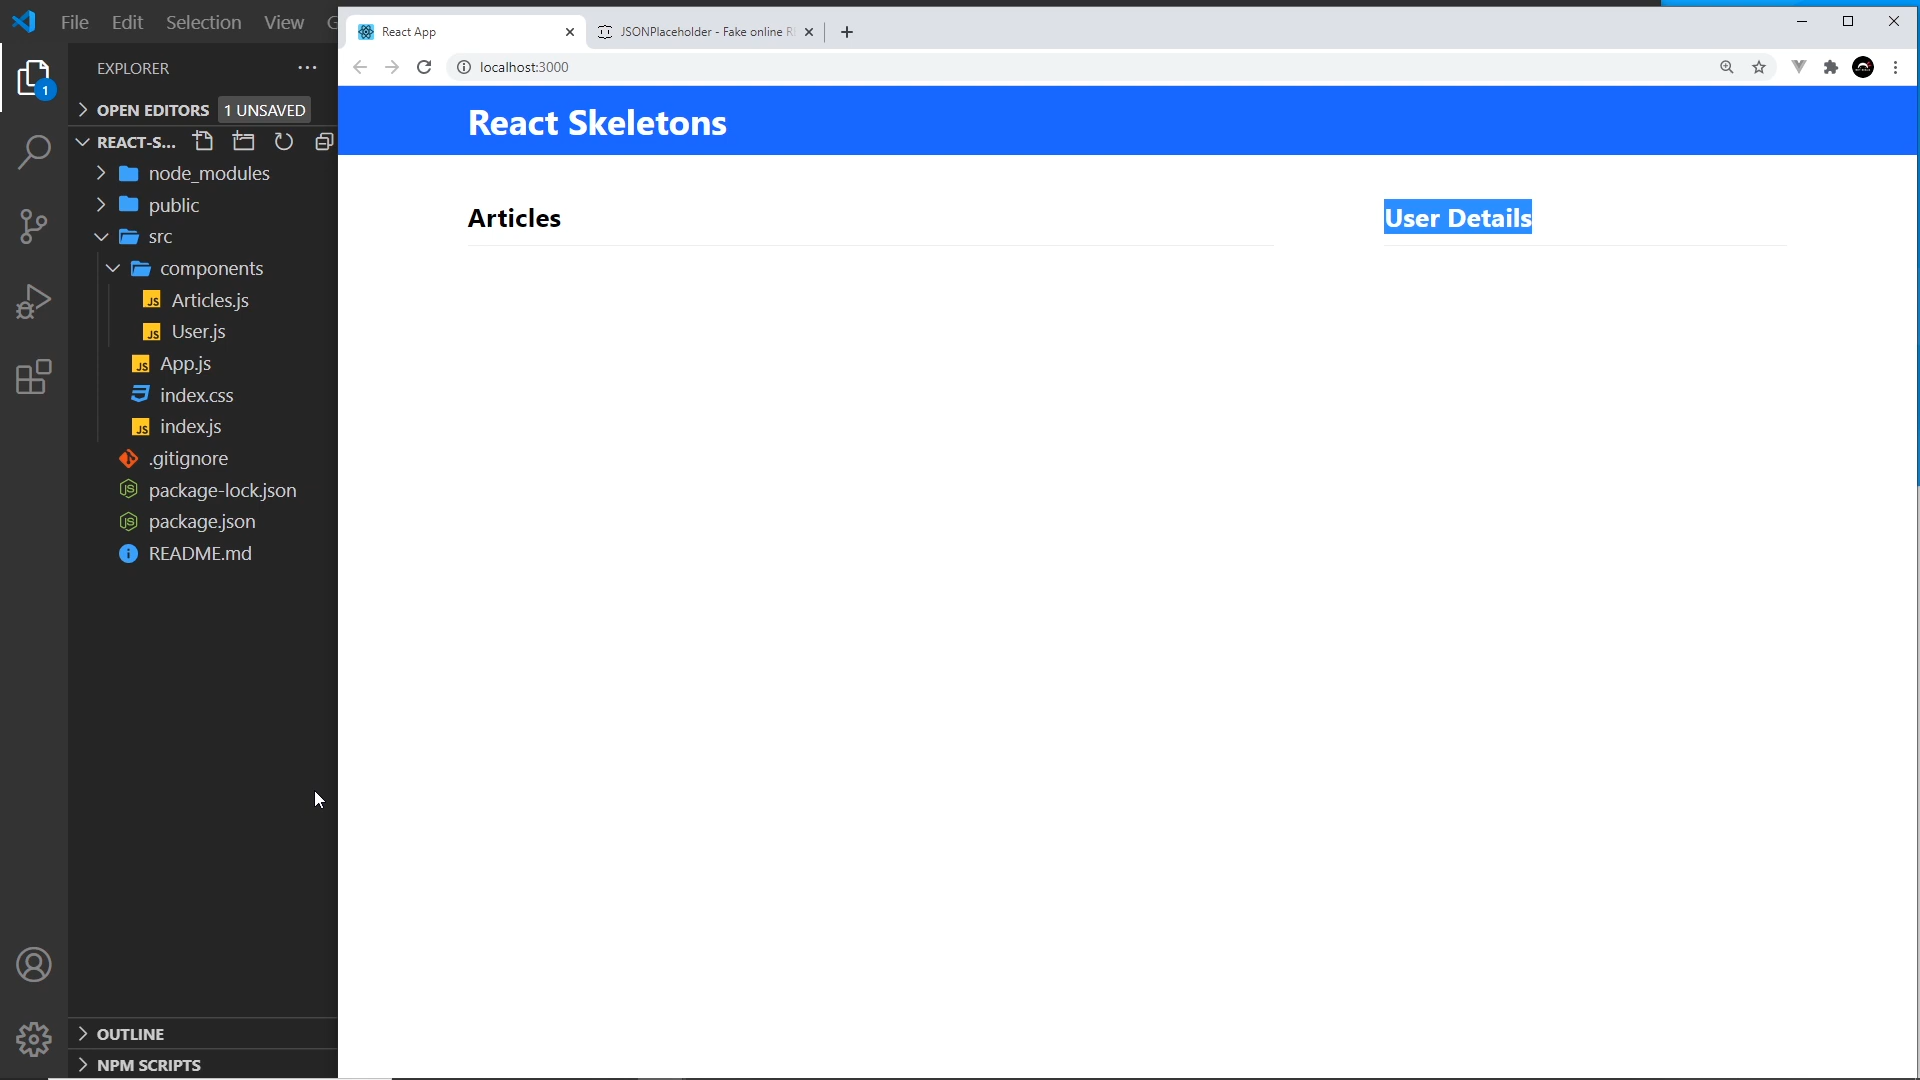 File Edit Selection View
React App
JSONPlaceholder - Fake online
EXPLORER
localhost:3000
1
OPEN EDITORS 1 UNSAVED
React Skeletons
REACT-S...
node_modules
public
Articles
User Details
src
components
Articles.js
User.js
App.js
index.css
index.js
.gitignore
package-lock.json
package.json
README.md
OUTLINE
NPM SCRIPTS